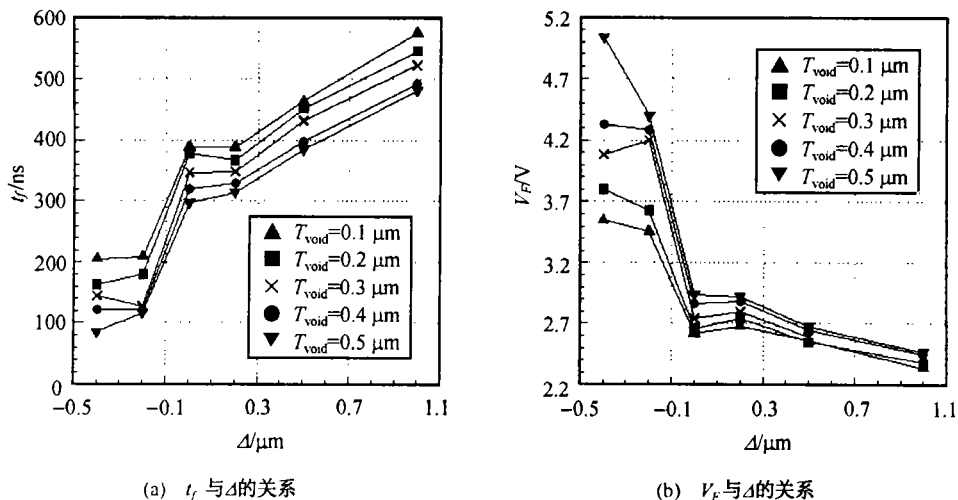 600
500
400
300
200
100
0
t_f/ns
T_void=0.1 μm
T_void=0.2 μm
T_void=0.3 μm
T_void=0.4 μm
T_void=0.5 μm
−0.5 −0.1 0.3 0.7 1.1
Δ/μm
(a) t_f 与Δ的关系
5.2
4.7
4.2
3.7
3.2
2.7
2.2
V_F/V
T_void=0.1 μm
T_void=0.2 μm
T_void=0.3 μm
T_void=0.4 μm
T_void=0.5 μm
−0.5 −0.1 0.3 0.7 1.1
Δ/μm
(b) V_F与Δ的关系